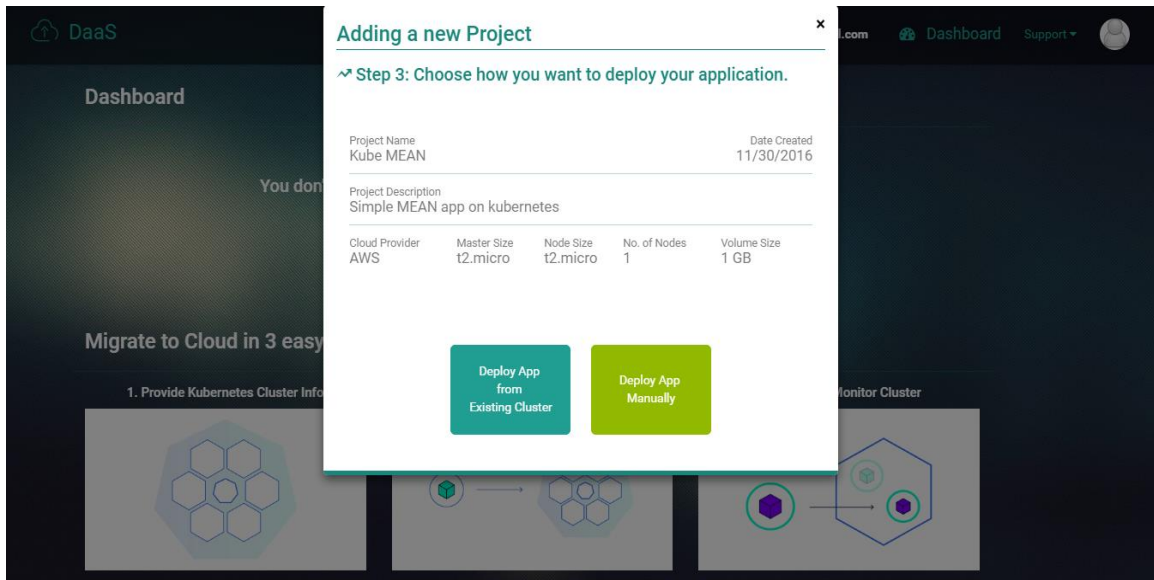 DaaS
l.com
Dashboard
Support
Dashboard
You don'
Migrate to Cloud in 3 easy
1. Provide Kubernetes Cluster Info
Monitor Cluster
Adding a new Project
×
Step 3: Choose how you want to deploy your application.
Project Name
Kube MEAN
Date Created
11/30/2016
Project Description
Simple MEAN app on kubernetes
Cloud Provider
AWS
Master Size
t2.micro
Node Size
t2.micro
No. of Nodes
1
Volume Size
1 GB
Deploy App
from
Existing Cluster
Deploy App
Manually